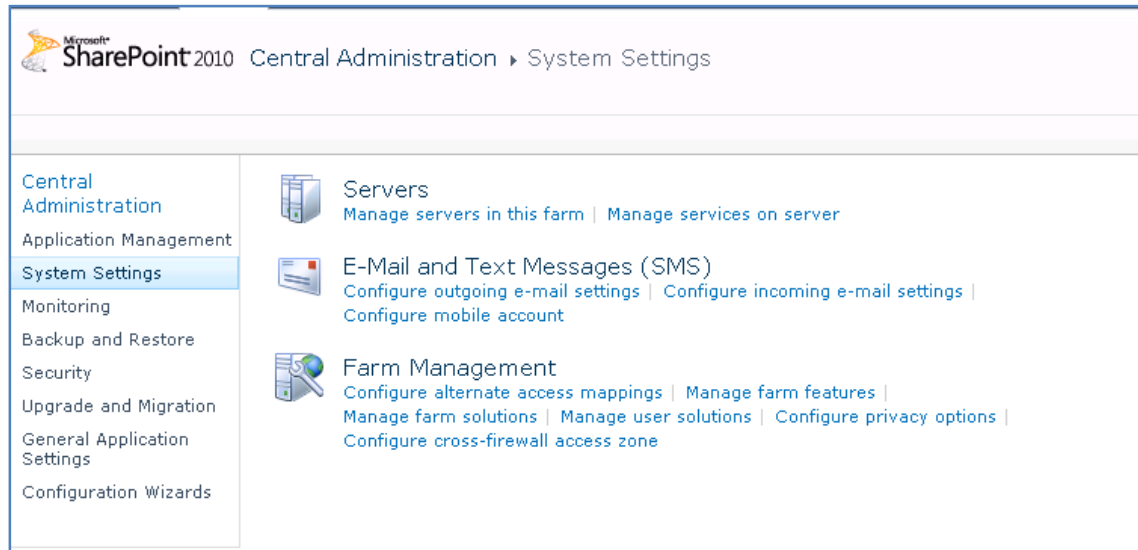 Microsoft
SharePoint 2010 Central Administration ▸ System Settings
Central
Administration
Application Management
System Settings
Monitoring
Backup and Restore
Security
Upgrade and Migration
General Application
Settings
Configuration Wizards
Servers
Manage servers in this farm | Manage services on server
E-Mail and Text Messages (SMS)
Configure outgoing e-mail settings | Configure incoming e-mail settings |
Configure mobile account
Farm Management
Configure alternate access mappings | Manage farm features |
Manage farm solutions | Manage user solutions | Configure privacy options |
Configure cross-firewall access zone